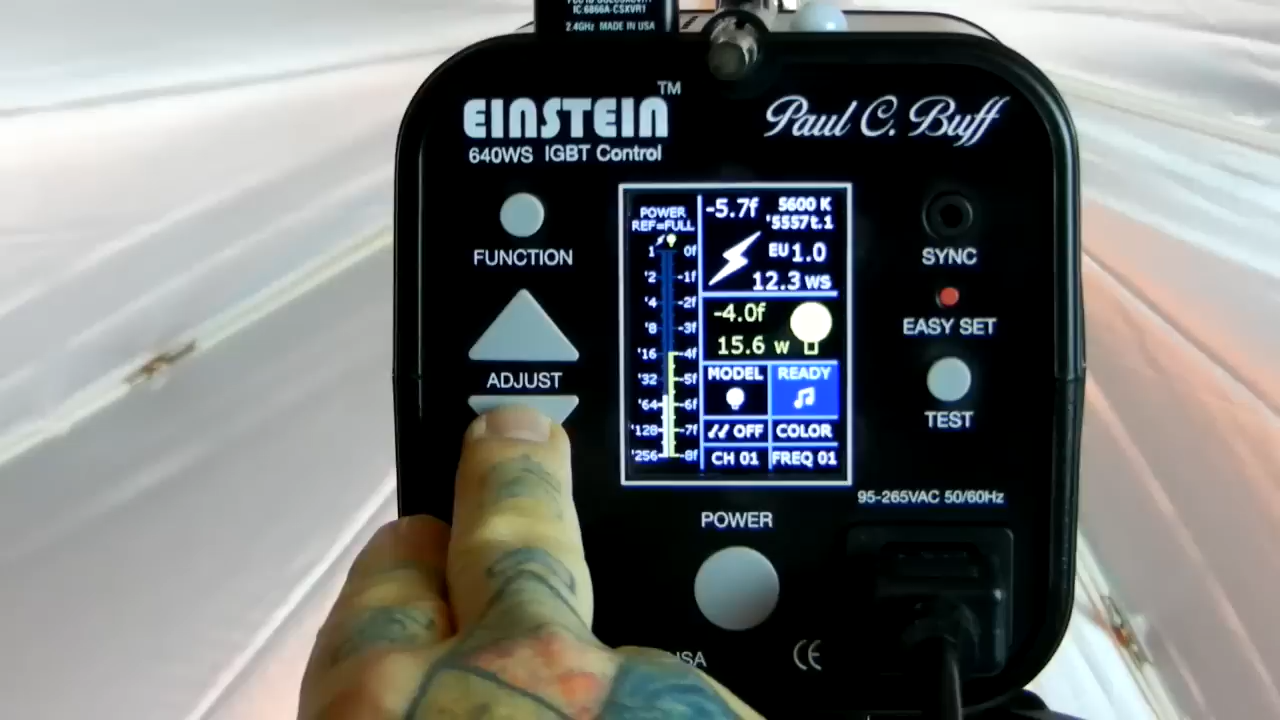 IC:6866A-CSXVR1
2.4GHz MADE IN USA
EINSTEIN™
640WS IGBT Control
Paul C. Buff
FUNCTION
ADJUST
POWER
REF=FULL
1 0f
'2 -1f
'4 -2f
'8 -3f
'16 -4f
'32 -5f
'64 -6f
'128 -7f
'256 -8f
-5.7f
5600 K
'5557t.1
EU 1.0
12.3 WS
-4.0f
15.6 w
MODEL
READY
OFF
COLOR
CH 01
FREQ 01
SYNC
EASY SET
TEST
95-265VAC 50/60Hz
POWER
USA
CE